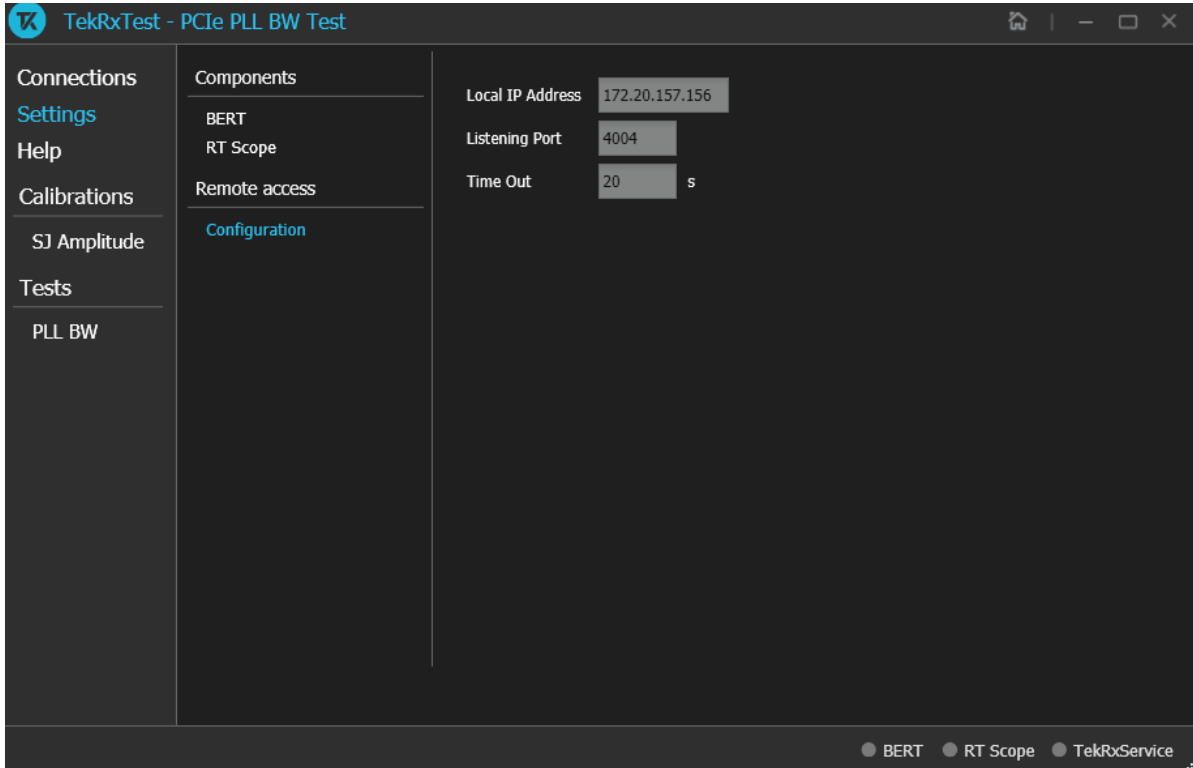 TK TekRxTest - PCIe PLL BW Test
Connections
Settings
Help
Calibrations
SJ Amplitude
Tests
PLL BW
Components
BERT
RT Scope
Remote access
Configuration
Local IP Address 172.20.157.156
Listening Port 4004
Time Out 20 s
BERT RT Scope TekRxService